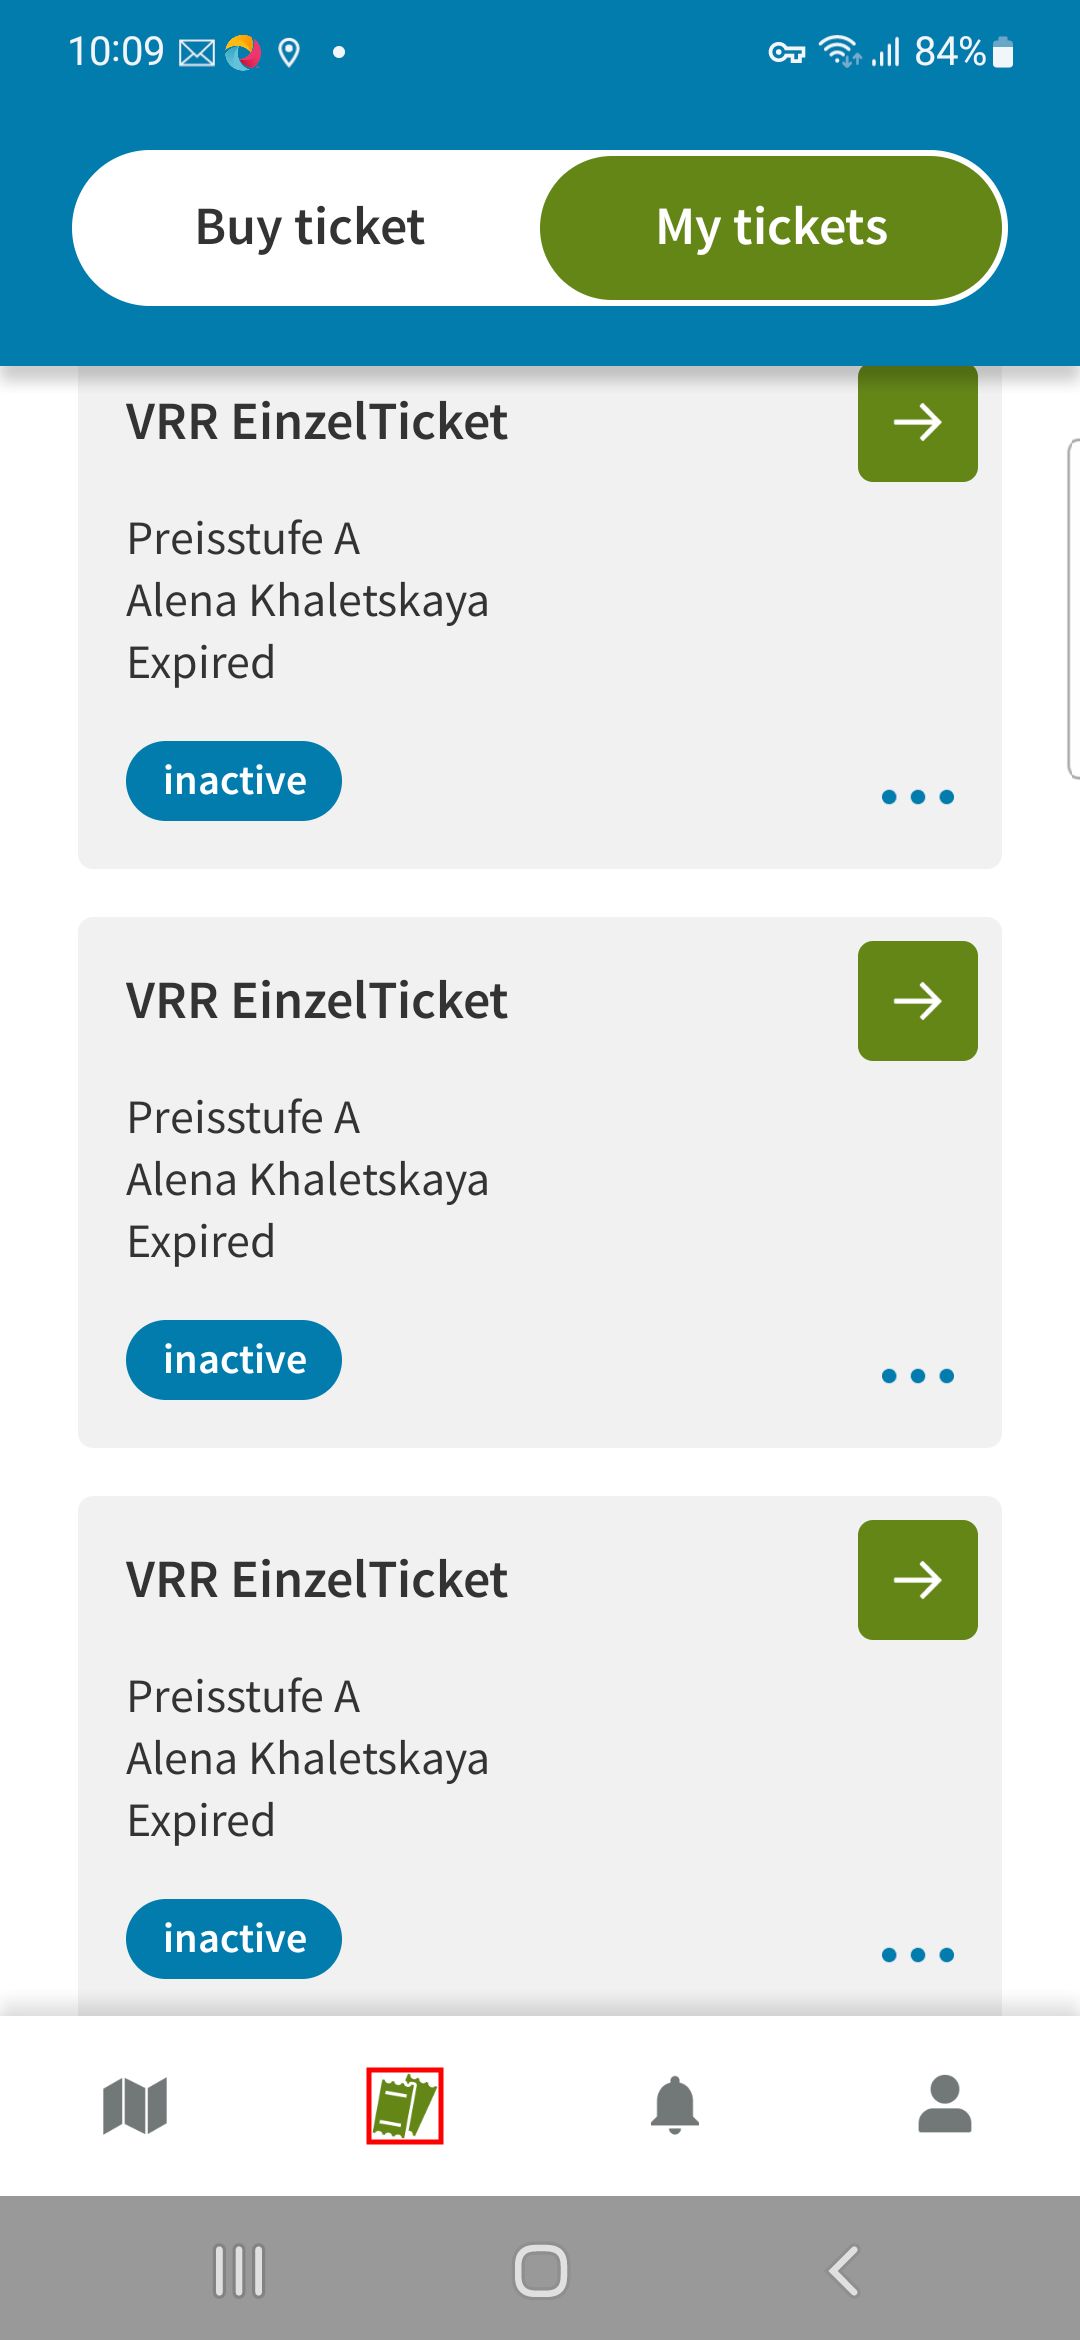 10:09
84%
Buy ticket
My tickets
VRR EinzelTicket
Preisstufe A
Alena Khaletskaya
Expired
inactive
VRR EinzelTicket
Preisstufe A
Alena Khaletskaya
Expired
inactive
VRR EinzelTicket
Preisstufe A
Alena Khaletskaya
Expired
inactive